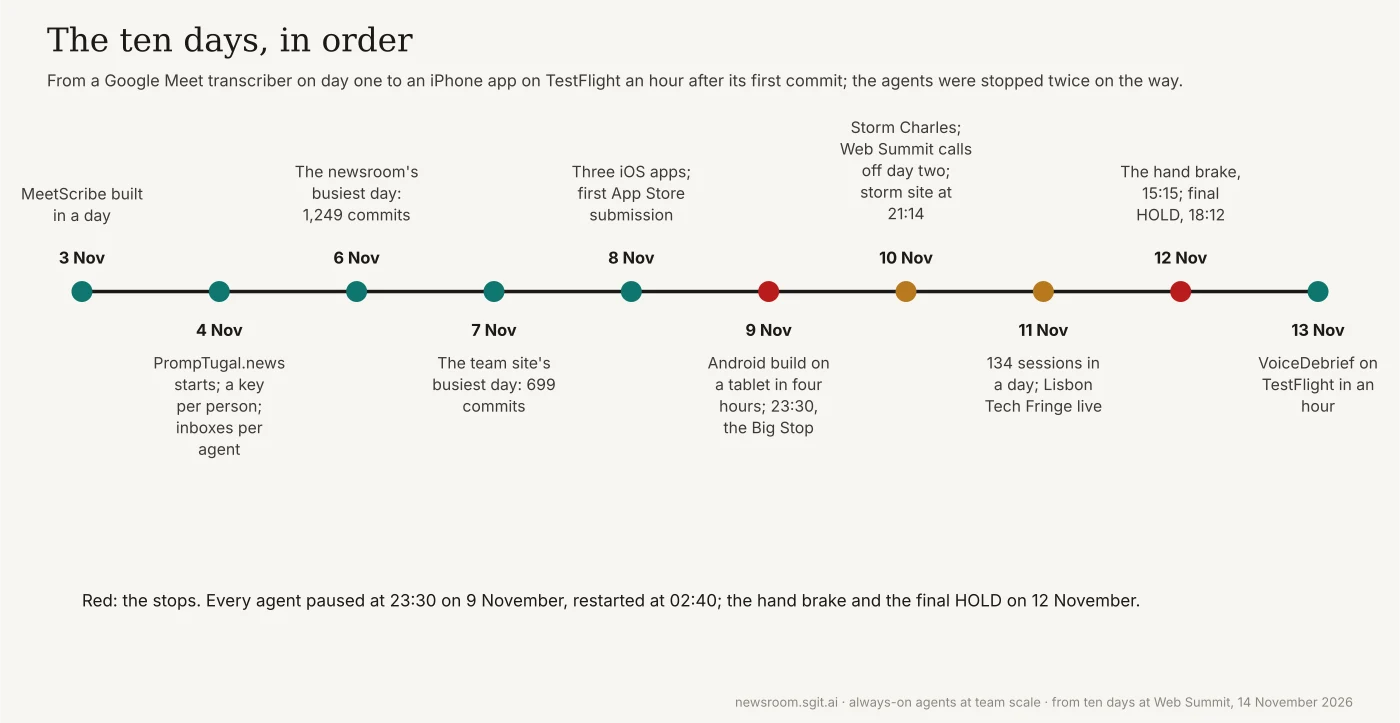 The ten days, in order
From a Google Meet transcriber on day one to an iPhone app on TestFlight an hour after its first commit; the agents were stopped twice on the way.
MeetScribe built
in a day
3 Nov
PrompTugal.news
starts; a key
per person;
inboxes per
agent
4 Nov
The newsroom's
busiest day:
1,249 commits
6 Nov
7 Nov
The team site's
busiest day: 699
commits
Three iOS apps;
first App Store
submission
8 Nov
9 Nov
Android build on
a tablet in four
hours; 23:30,
the Big Stop
Storm Charles;
Web Summit calls
off day two;
storm site at
21:14
10 Nov
11 Nov
134 sessions in
a day; Lisbon
Tech Fringe live
The hand brake,
15:15; final
HOLD, 18:12
12 Nov
13 Nov
VoiceDebrief on
TestFlight in an
hour
Red: the stops. Every agent paused at 23:30 on 9 November, restarted at 02:40; the hand brake and the final HOLD on 12 November.
newsroom.sgit.ai · always-on agents at team scale · from ten days at Web Summit, 14 November 2026